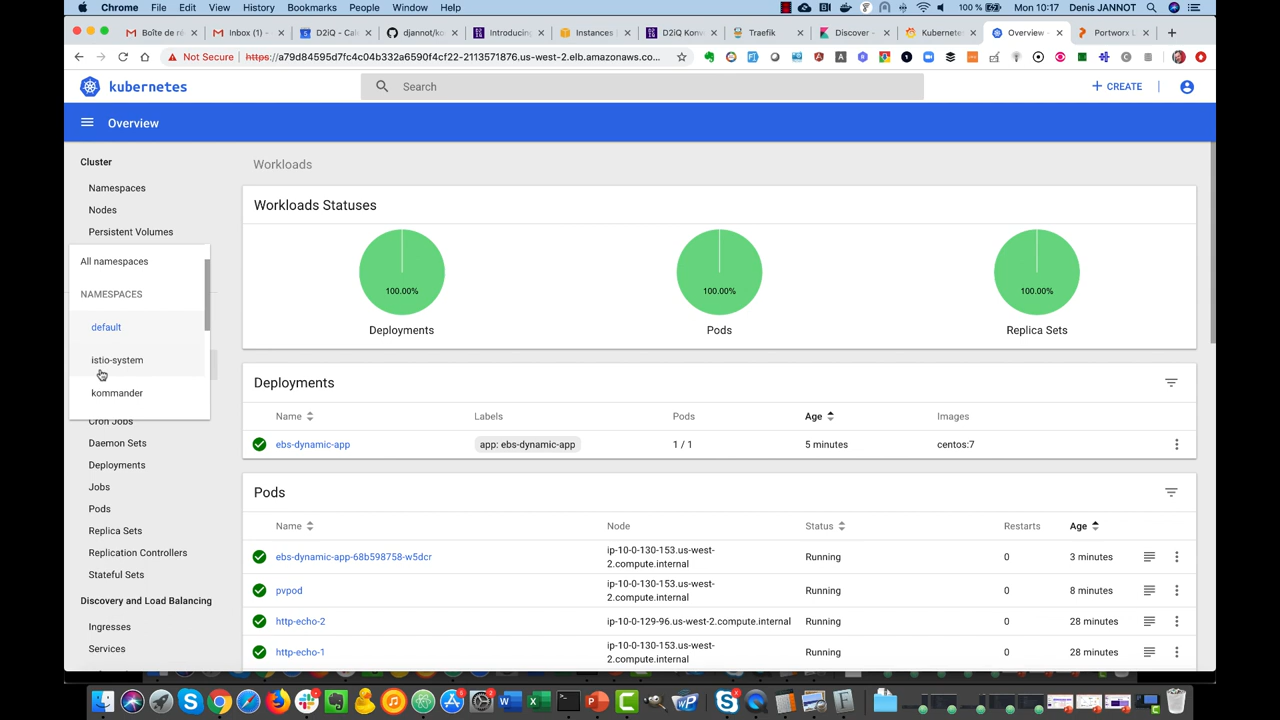 Chrome File Edit View History Bookmarks People Window Help 100 % Mon 10:17 Denis JANNOT
Boîte de ré Inbox (1) - D2iQ - Cale djannot/ko Introducing Instances | D2iQ Konv Traefik Discover - Kubernetes Overview - Portworx L
Not Secure https://a79d84595d7fc4c04b332a6590f4cf22-2113571876.us-west-2.elb.amazonaws.co...
kubernetes Search CREATE
Overview
Cluster
Namespaces
Nodes
Persistent Volumes
All namespaces
NAMESPACES
default
istio-system
kommander
Cron Jobs
Daemon Sets
Deployments
Jobs
Pods
Replica Sets
Replication Controllers
Stateful Sets
Discovery and Load Balancing
Ingresses
Services
Workloads
Workloads Statuses
100.00% 100.00% 100.00%
Deployments Pods Replica Sets
Deployments
Name Labels Pods Age Images
ebs-dynamic-app app: ebs-dynamic-app 1 / 1 5 minutes centos:7
Pods
Name Node Status Restarts Age
ebs-dynamic-app-68b598758-w5dcr ip-10-0-130-153.us-west-2.compute.internal Running 0 3 minutes
pvpod ip-10-0-130-153.us-west-2.compute.internal Running 0 8 minutes
http-echo-2 ip-10-0-129-96.us-west-2.compute.internal Running 0 28 minutes
http-echo-1 ip-10-0-130-153.us-west-2.compute.internal Running 0 28 minutes